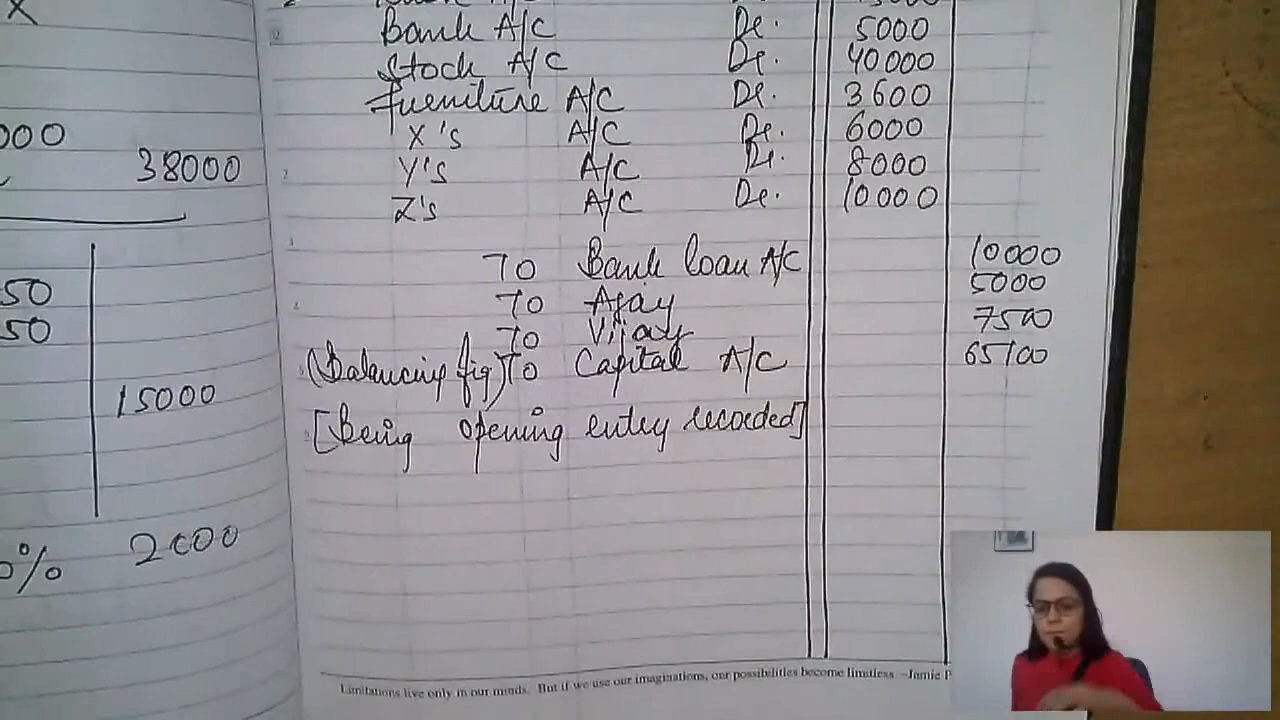 X
000
38000
50
50
15000
0% 2000
Bank A/C Dr. 5000
Stock A/C Dr. 40000
Furniture A/C Dr. 3600
X's A/C Dr. 6000
Y's A/C Dr. 8000
Z's A/C Dr. 10000
TO Bank loan A/C 10000
TO Ajay 5000
TO Vijay 7500
(Balancing fig) TO Capital A/C 65100
[Being opening entry recorded]
Limitations live only in our minds. But if we use our imaginations, our possibilities become limitless. –Jamie P